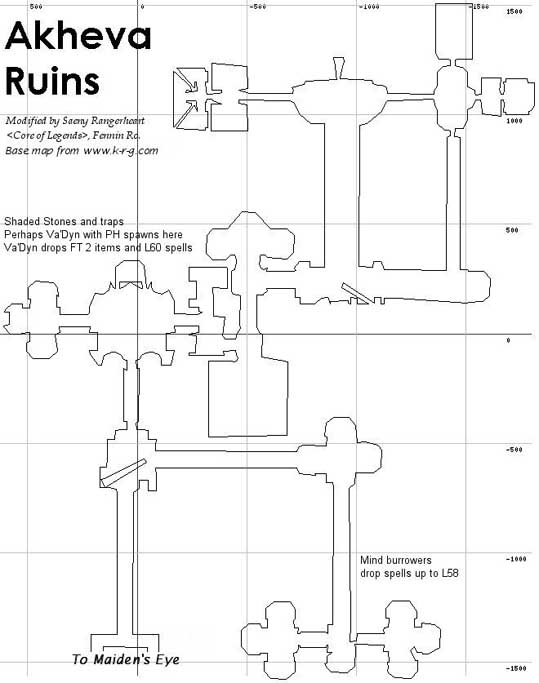 500
0
-500
-1000
-1500
1500
Akheva
Ruins
1000
Modified by Saeny Rangerheart
<Core of Legends>, Fennin Ro.
Base map from www.k-r-g.com
Shaded Stones and traps
Perhaps Va'Dyn with PH spawns here
Va'Dyn drops FT 2 items and L60 spells
500
0
-500
Mind burrowers
drop spells up to L58
-1000
To Maiden's Eye
-1500